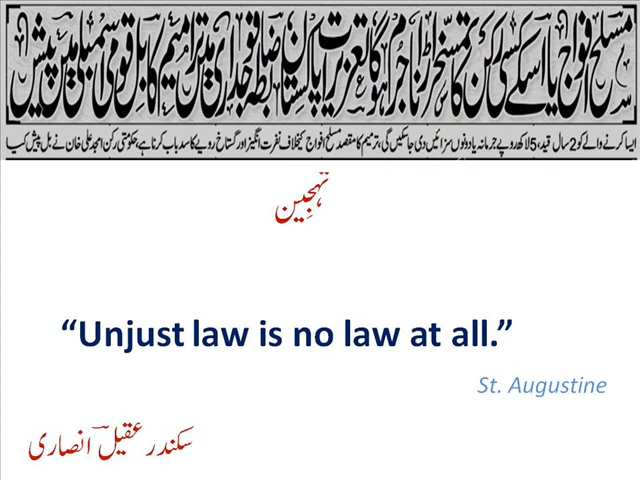 مسلح افواج یا اسکے کسی رکن کا تمسخر اڑانا جرم ہوگا تعزیرات پاکستان ضابطہ فوجداری میں ترامیم کا بل قومی اسمبلی میں پیش
ایسا کرنے والے کو 2 سال قید، 5 لاکھ روپے جرمانہ یا دونوں سزائیں دی جا سکیں گی، ترمیم کا مقصد مسلح افواج کیخلاف نفرت انگیز اور گستاخ رویے کا سدباب کرنا ہے، حکومتی رکن امجد علی خان نے بل پیش کیا
“Unjust law is no law at all.”
St. Augustine
سکندر عقیل انصاری